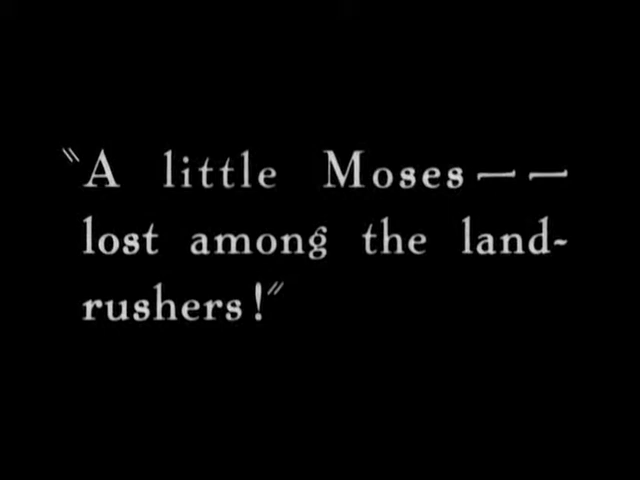 "A little Moses——
lost among the land-
rushers!"